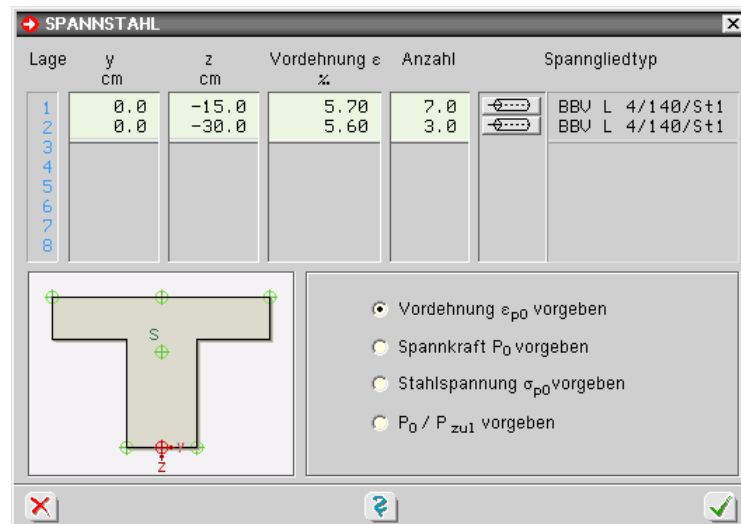 SPANNSTAHL
Lage y z Vordehnung ε Anzahl Spanngliedtyp
cm cm ‰
1 0.0 -15.0 5.70 7.0 BBV L 4/140/St1
2 0.0 -30.0 5.60 3.0 BBV L 4/140/St1
3
4
5
6
7
8
S
y
z
Vordehnung εp0 vorgeben
Spannkraft P0 vorgeben
Stahlspannung σp0 vorgeben
P0 / P zul vorgeben